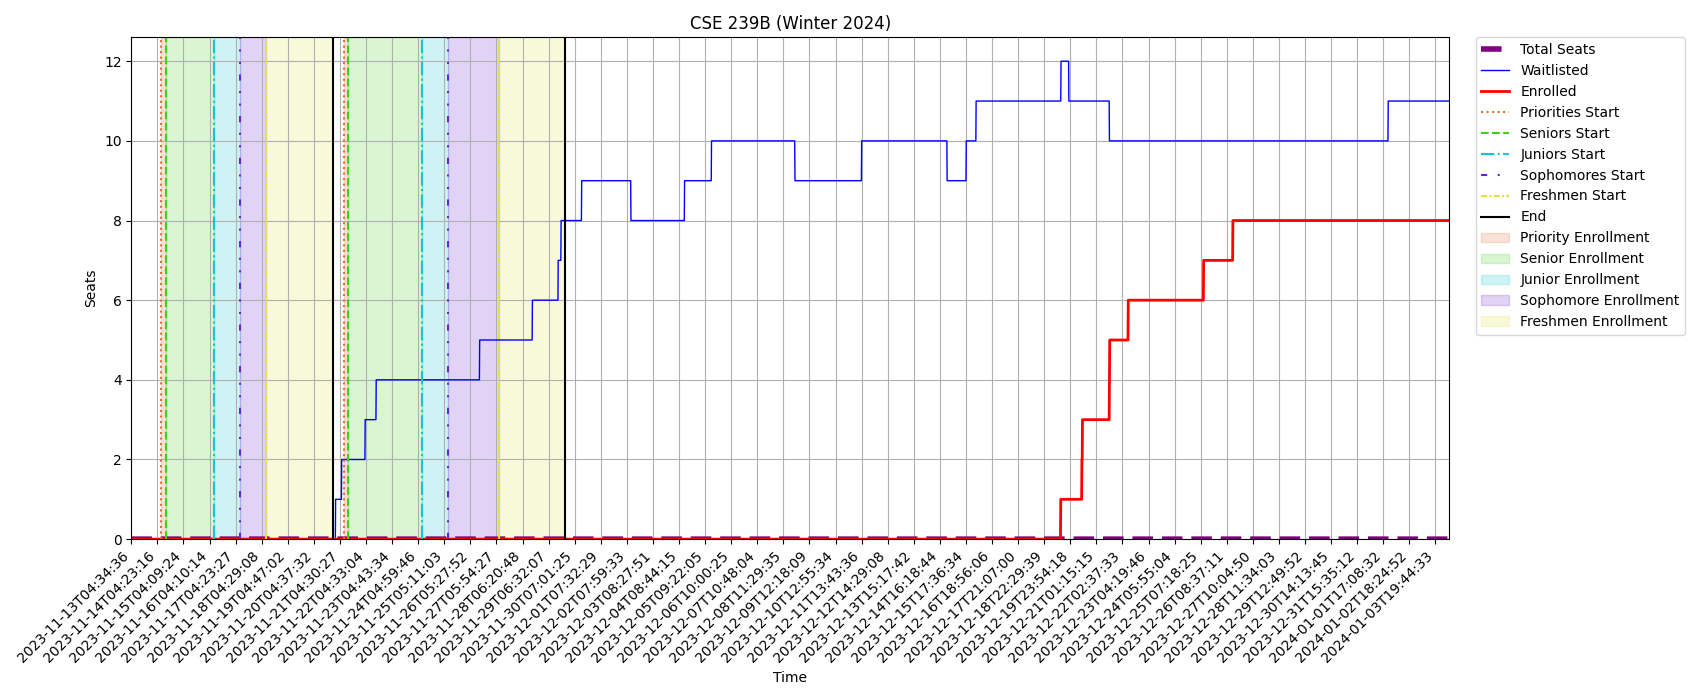 CSE 239B (Winter 2024)
Seats
12
10
8
6
4
2
0
2023-11-13T04:34:36
2023-11-14T04:23:16
2023-11-15T04:09:24
2023-11-16T04:10:14
2023-11-17T04:23:27
2023-11-18T04:29:08
2023-11-19T04:47:02
2023-11-20T04:37:32
2023-11-21T04:30:27
2023-11-22T04:33:04
2023-11-23T04:43:34
2023-11-24T04:59:46
2023-11-25T05:11:03
2023-11-26T05:27:52
2023-11-27T05:54:27
2023-11-28T06:20:48
2023-11-29T06:32:07
2023-11-30T07:01:25
2023-12-01T07:32:29
2023-12-02T07:59:33
2023-12-03T08:27:51
2023-12-04T08:44:15
2023-12-05T09:22:05
2023-12-06T10:00:25
2023-12-07T10:48:04
2023-12-08T11:29:35
2023-12-09T12:18:09
2023-12-10T12:55:34
2023-12-11T13:43:36
2023-12-12T14:29:08
2023-12-13T15:17:42
2023-12-14T16:18:44
2023-12-15T17:36:34
2023-12-16T18:56:06
2023-12-17T21:07:00
2023-12-18T22:29:39
2023-12-19T23:54:18
2023-12-21T01:15:15
2023-12-22T02:37:33
2023-12-23T04:19:46
2023-12-24T05:55:04
2023-12-25T07:18:25
2023-12-26T08:37:11
2023-12-27T10:04:50
2023-12-28T11:34:03
2023-12-29T12:49:52
2023-12-30T14:13:45
2023-12-31T15:35:12
2024-01-01T17:08:32
2024-01-02T18:24:52
2024-01-03T19:44:33
Time
Total Seats
Waitlisted
Enrolled
Priorities Start
Seniors Start
Juniors Start
Sophomores Start
Freshmen Start
End
Priority Enrollment
Senior Enrollment
Junior Enrollment
Sophomore Enrollment
Freshmen Enrollment